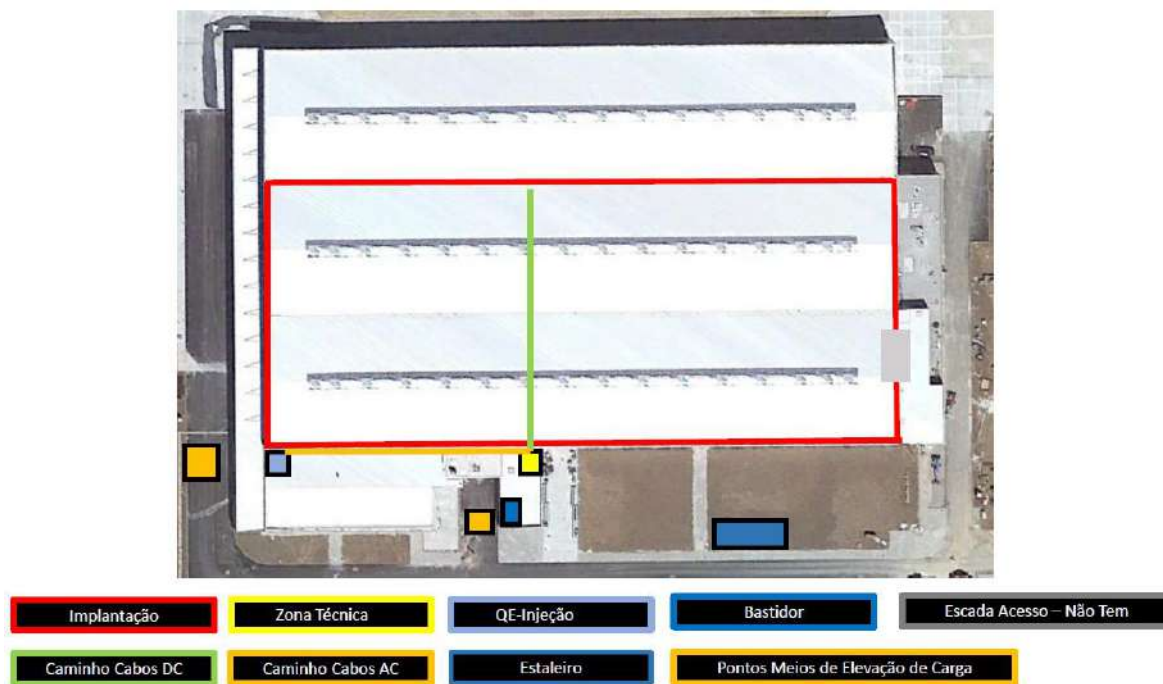 Implantação
Zona Técnica
QE-Injeção
Bastidor
Escada Acesso – Não Tem
Caminho Cabos DC
Caminho Cabos AC
Estaleiro
Pontos Meios de Elevação de Carga